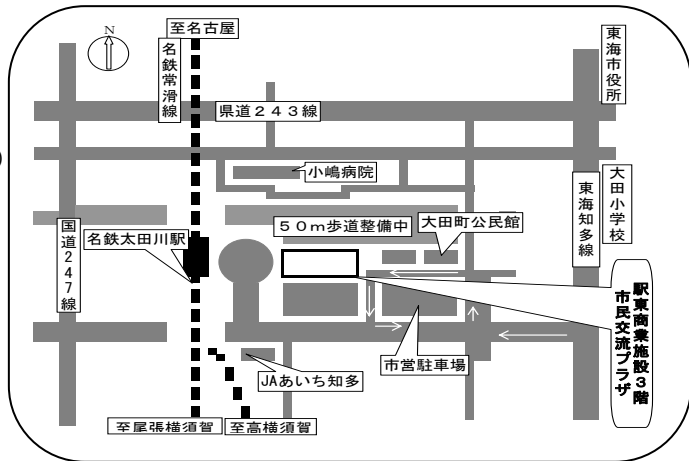 N
至名古屋
名鉄常滑線
東海市役所
県道２４３線
小嶋病院
大田小学校
東海知多線
５０ｍ歩道整備中
大田町公民館
国道247線
名鉄太田川駅
駅東商業施設３階
市民交流プラザ
市営駐車場
JAあいち知多
至尾張横須賀
至高横須賀